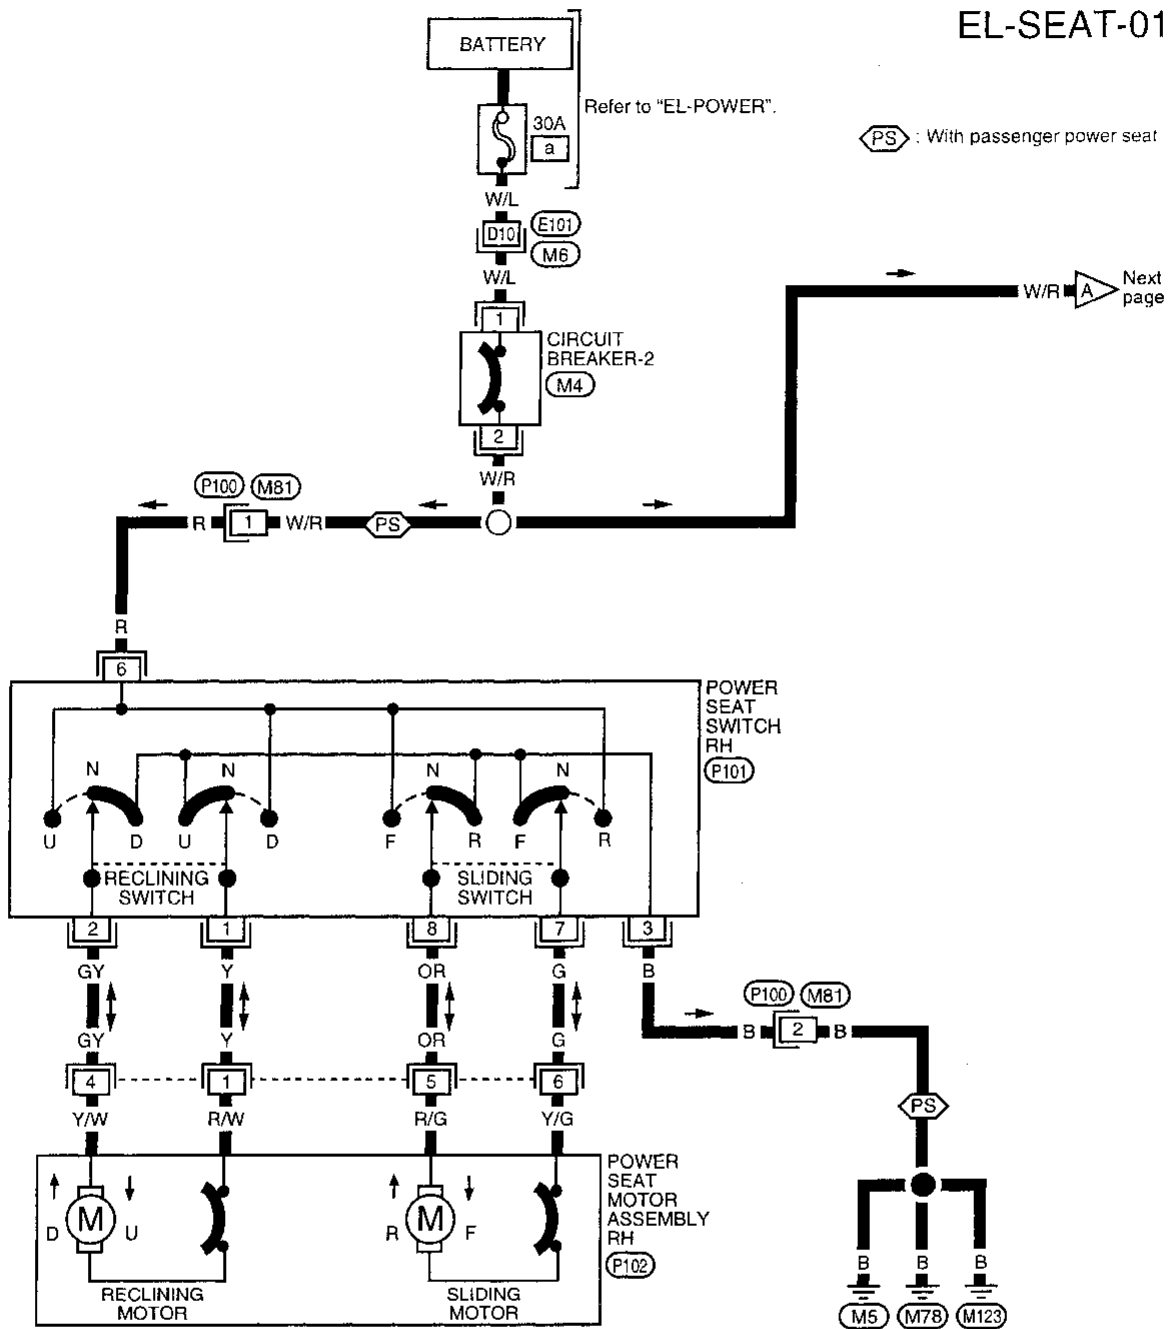 EL-SEAT-01
BATTERY
Refer to "EL-POWER".
30A
a
PS : With passenger power seat
W/L
D10
E101
M6
W/L
1
CIRCUIT
BREAKER-2
M4
2
W/R
W/R A Next
page
P100 M81
R 1 W/R PS
R
6
POWER
SEAT
SWITCH
RH
P101
N N N N
U D U D F R F R
RECLINING
SWITCH
SLIDING
SWITCH
2 1 8 7 3
GY Y OR G B
P100 M81
B 2 B
GY Y OR G
4 1 5 6
Y/W R/W R/G Y/G
PS
POWER
SEAT
MOTOR
ASSEMBLY
RH
P102
D M U R M F
RECLINING
MOTOR
SLIDING
MOTOR
B B B
M5 M78 M123